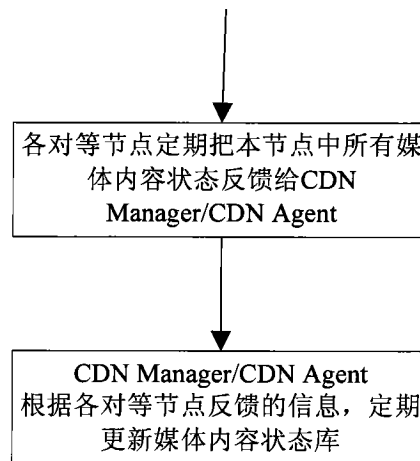 各对等节点定期把本节点中所有媒
体内容状态反馈给CDN
Manager/CDN Agent
CDN Manager/CDN Agent
根据各对等节点反馈的信息，定期
更新媒体内容状态库